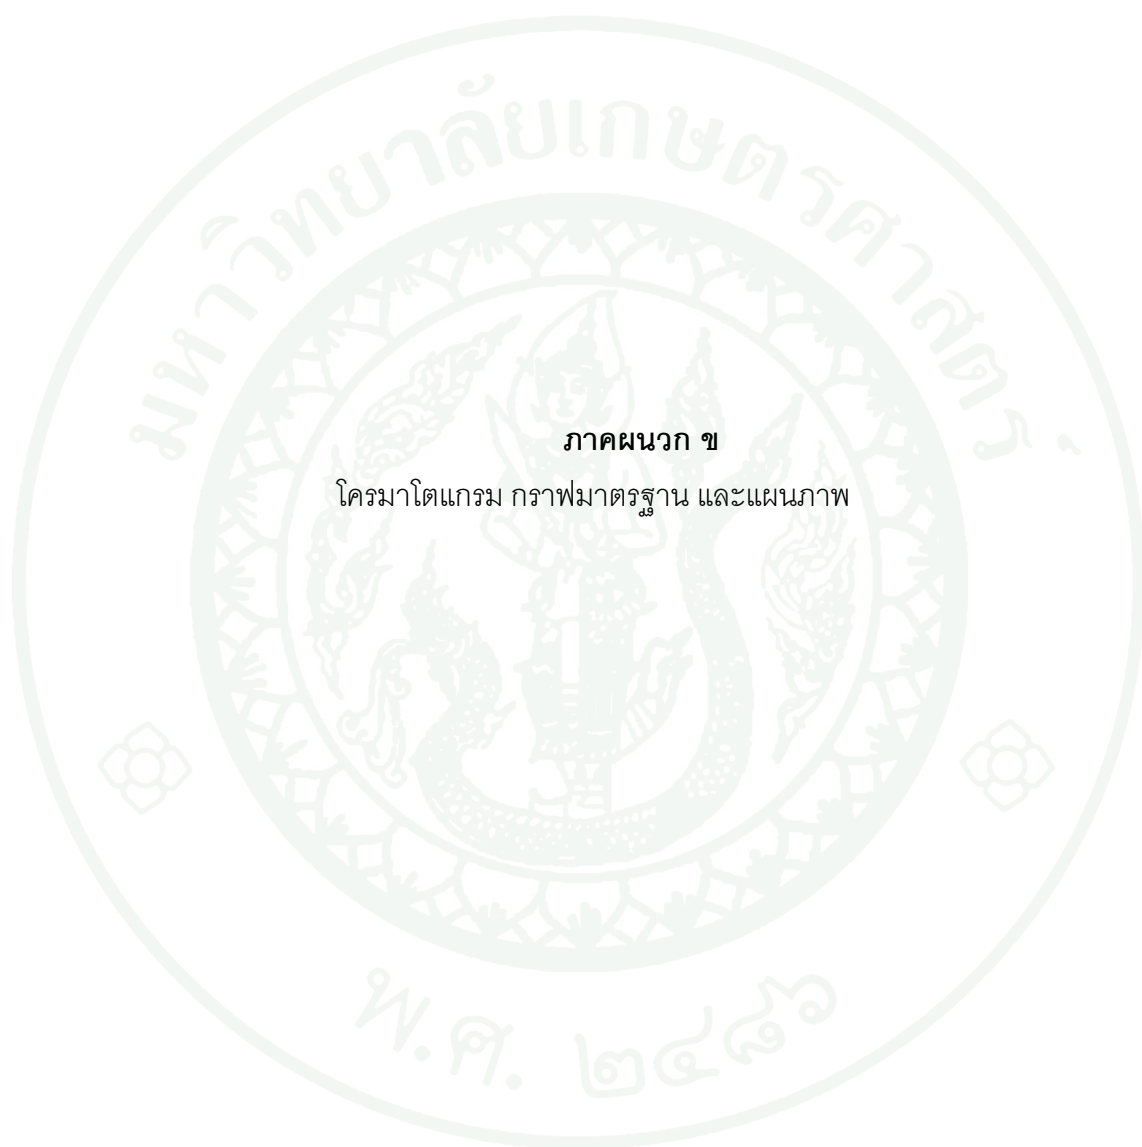 มหาวิทยาลัยเกษตรศาสตร์
ภาคผนวก ข
โครมาโตแกรม กราฟมาตรฐาน และแผนภาพ
พ.ศ. ๒๔๘๖